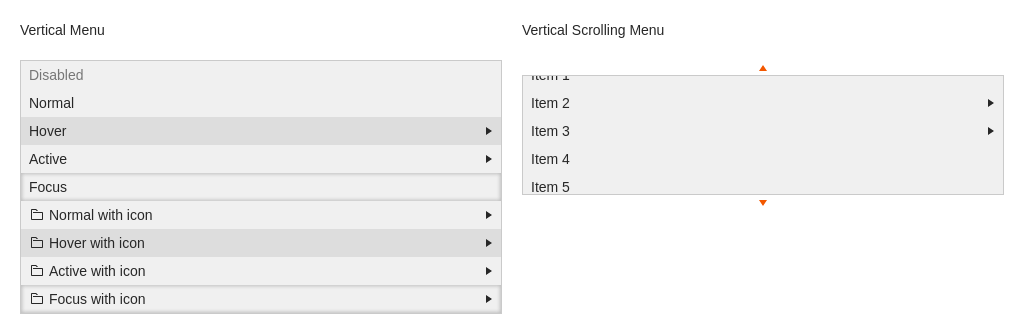 Vertical Menu
Disabled
Normal
Hover
Active
Focus
Normal with icon
Hover with icon
Active with icon
Focus with icon
Vertical Scrolling Menu
Item 1
Item 2
Item 3
Item 4
Item 5